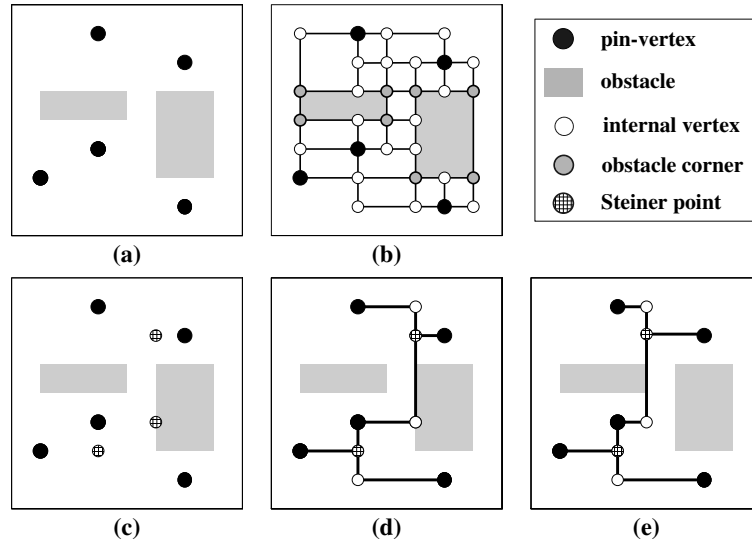 pin-vertex
obstacle
internal vertex
obstacle corner
Steiner point
(a)
(b)
(c)
(d)
(e)